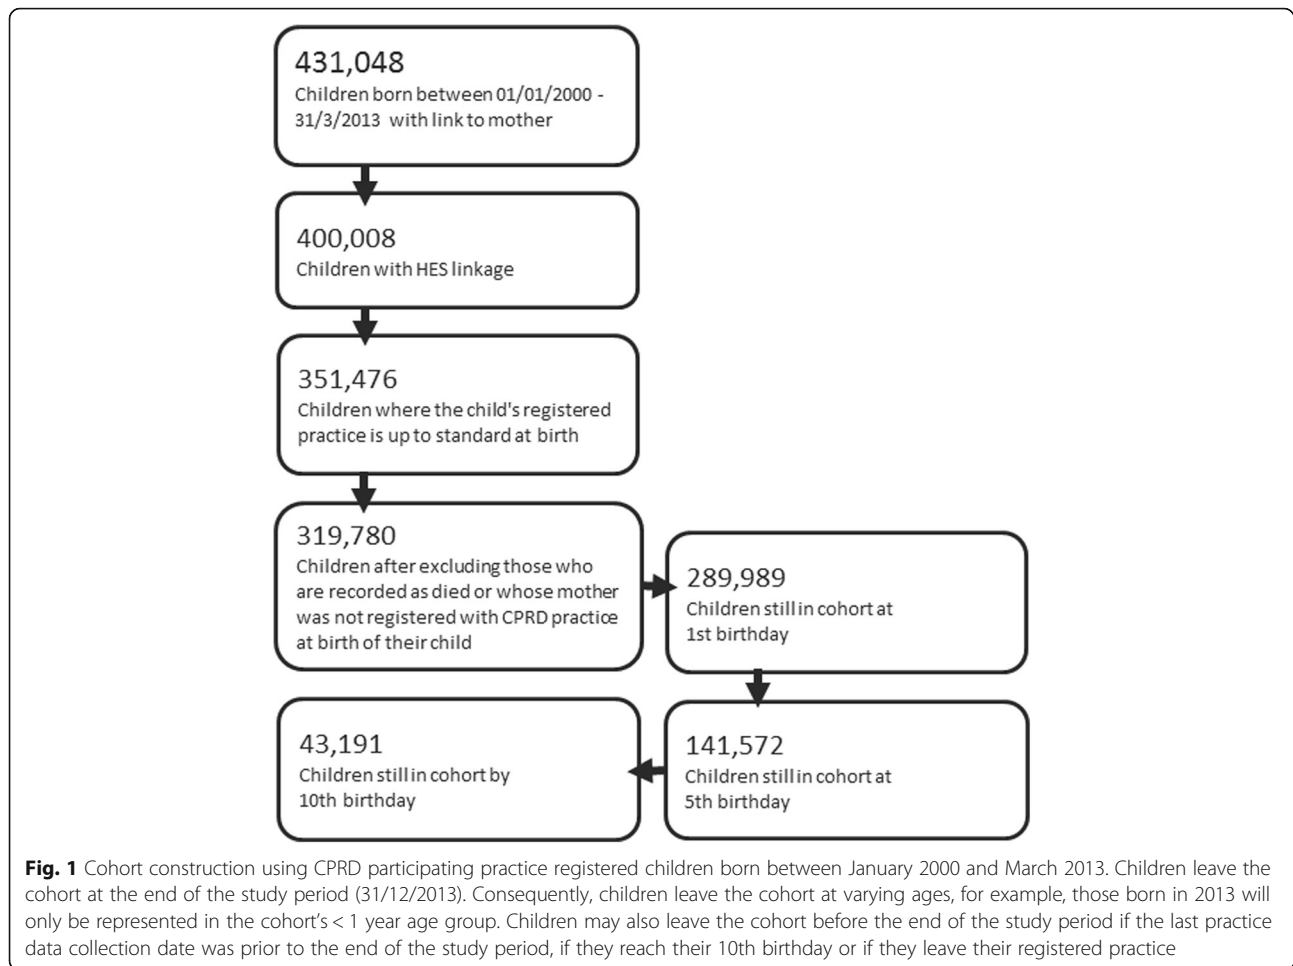 431,048
Children born between 01/01/2000 -
31/3/2013 with link to mother
400,008
Children with HES linkage
351,476
Children where the child's registered
practice is up to standard at birth
319,780
Children after excluding those who
are recorded as died or whose mother
was not registered with CPRD practice
at birth of their child
289,989
Children still in cohort at
1st birthday
141,572
Children still in cohort at
5th birthday
43,191
Children still in cohort by
10th birthday
Fig. 1 Cohort construction using CPRD participating practice registered children born between January 2000 and March 2013. Children leave the
cohort at the end of the study period (31/12/2013). Consequently, children leave the cohort at varying ages, for example, those born in 2013 will
only be represented in the cohort's < 1 year age group. Children may also leave the cohort before the end of the study period if the last practice
data collection date was prior to the end of the study period, if they reach their 10th birthday or if they leave their registered practice